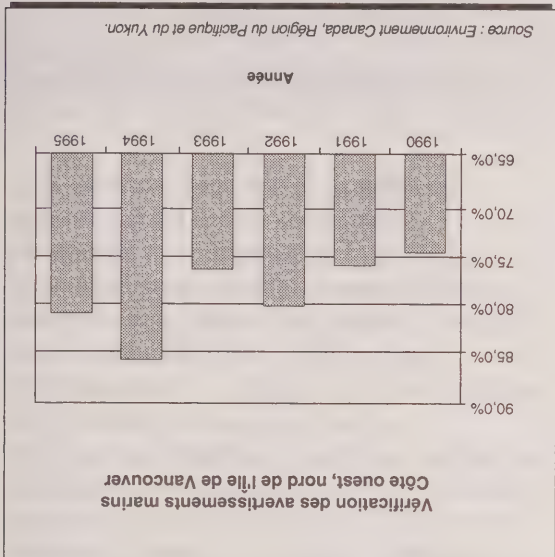 Vérification des avertissements marins
Côte ouest, nord de l'Île de Vancouver
90,0%
85,0%
80,0%
75,0%
70,0%
65,0%
1990 1991 1992 1993 1994 1995
Année
Source : Environnement Canada, Région du Pacifique et du Yukon.